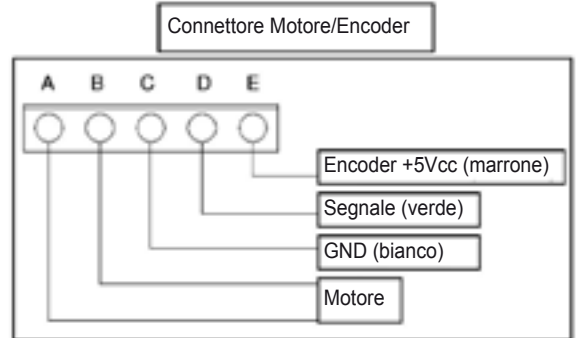 Connettore Motore/Encoder
A B C D E
Encoder +5Vcc (marrone)
Segnale (verde)
GND (bianco)
Motore